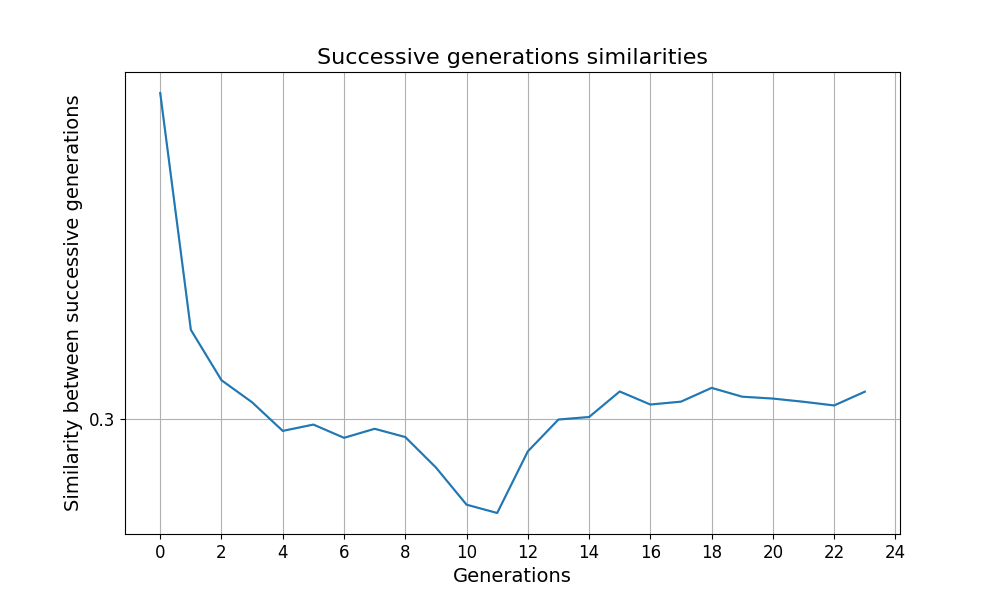 Successive generations similarities
Similarity between successive generations
0.3
0 2 4 6 8 10 12 14 16 18 20 22 24
Generations